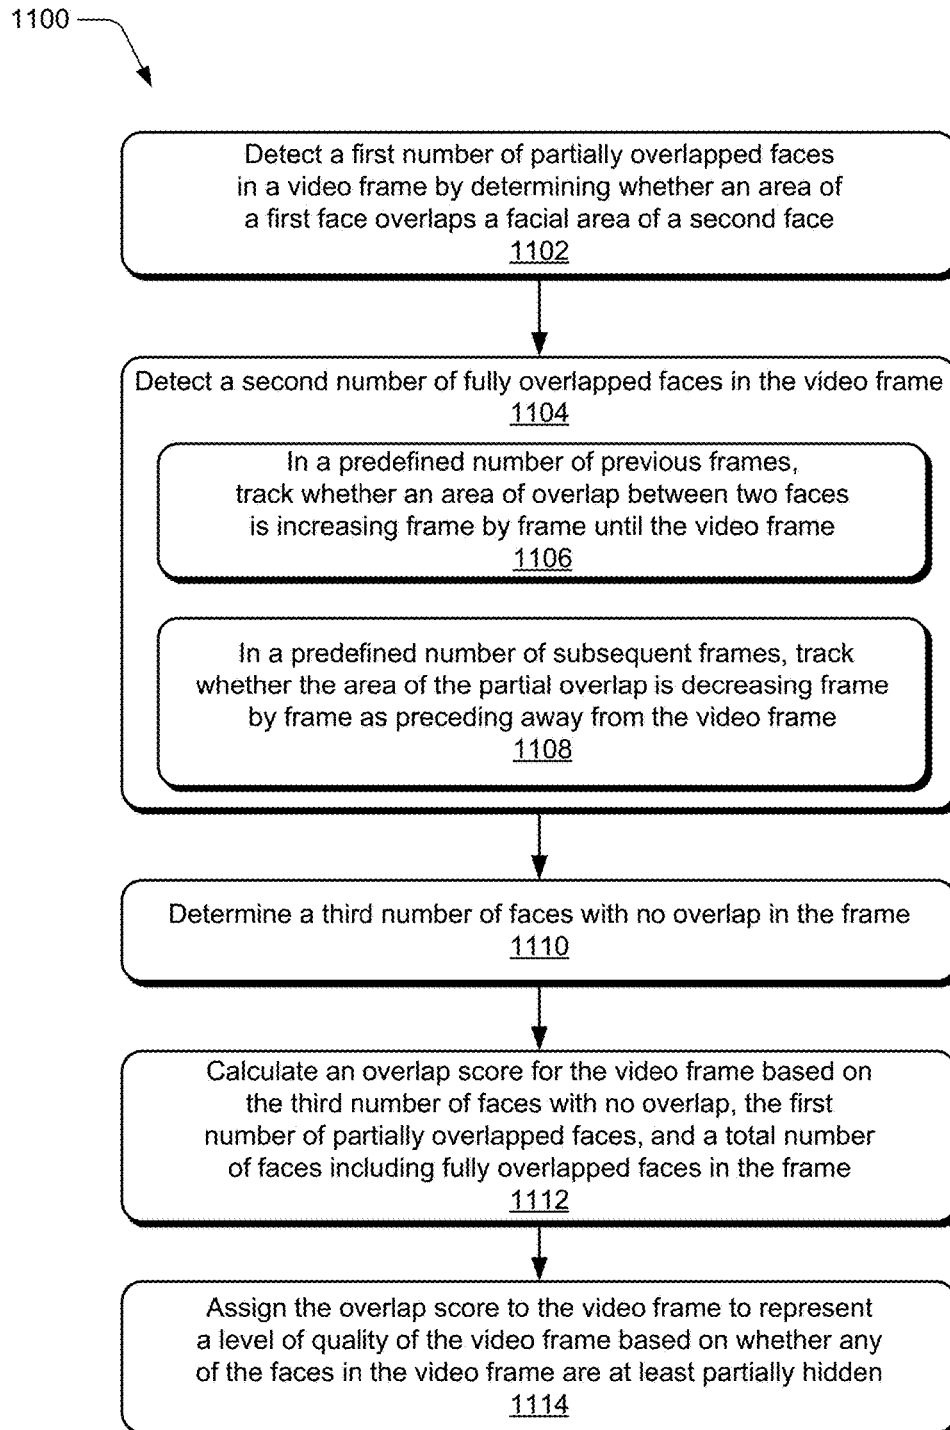 1100
Detect a first number of partially overlapped faces
in a video frame by determining whether an area of
a first face overlaps a facial area of a second face
1102
Detect a second number of fully overlapped faces in the video frame
1104
In a predefined number of previous frames,
track whether an area of overlap between two faces
is increasing frame by frame until the video frame
1106
In a predefined number of subsequent frames, track
whether the area of the partial overlap is decreasing frame
by frame as preceding away from the video frame
1108
Determine a third number of faces with no overlap in the frame
1110
Calculate an overlap score for the video frame based on
the third number of faces with no overlap, the first
number of partially overlapped faces, and a total number
of faces including fully overlapped faces in the frame
1112
Assign the overlap score to the video frame to represent
a level of quality of the video frame based on whether any
of the faces in the video frame are at least partially hidden
1114